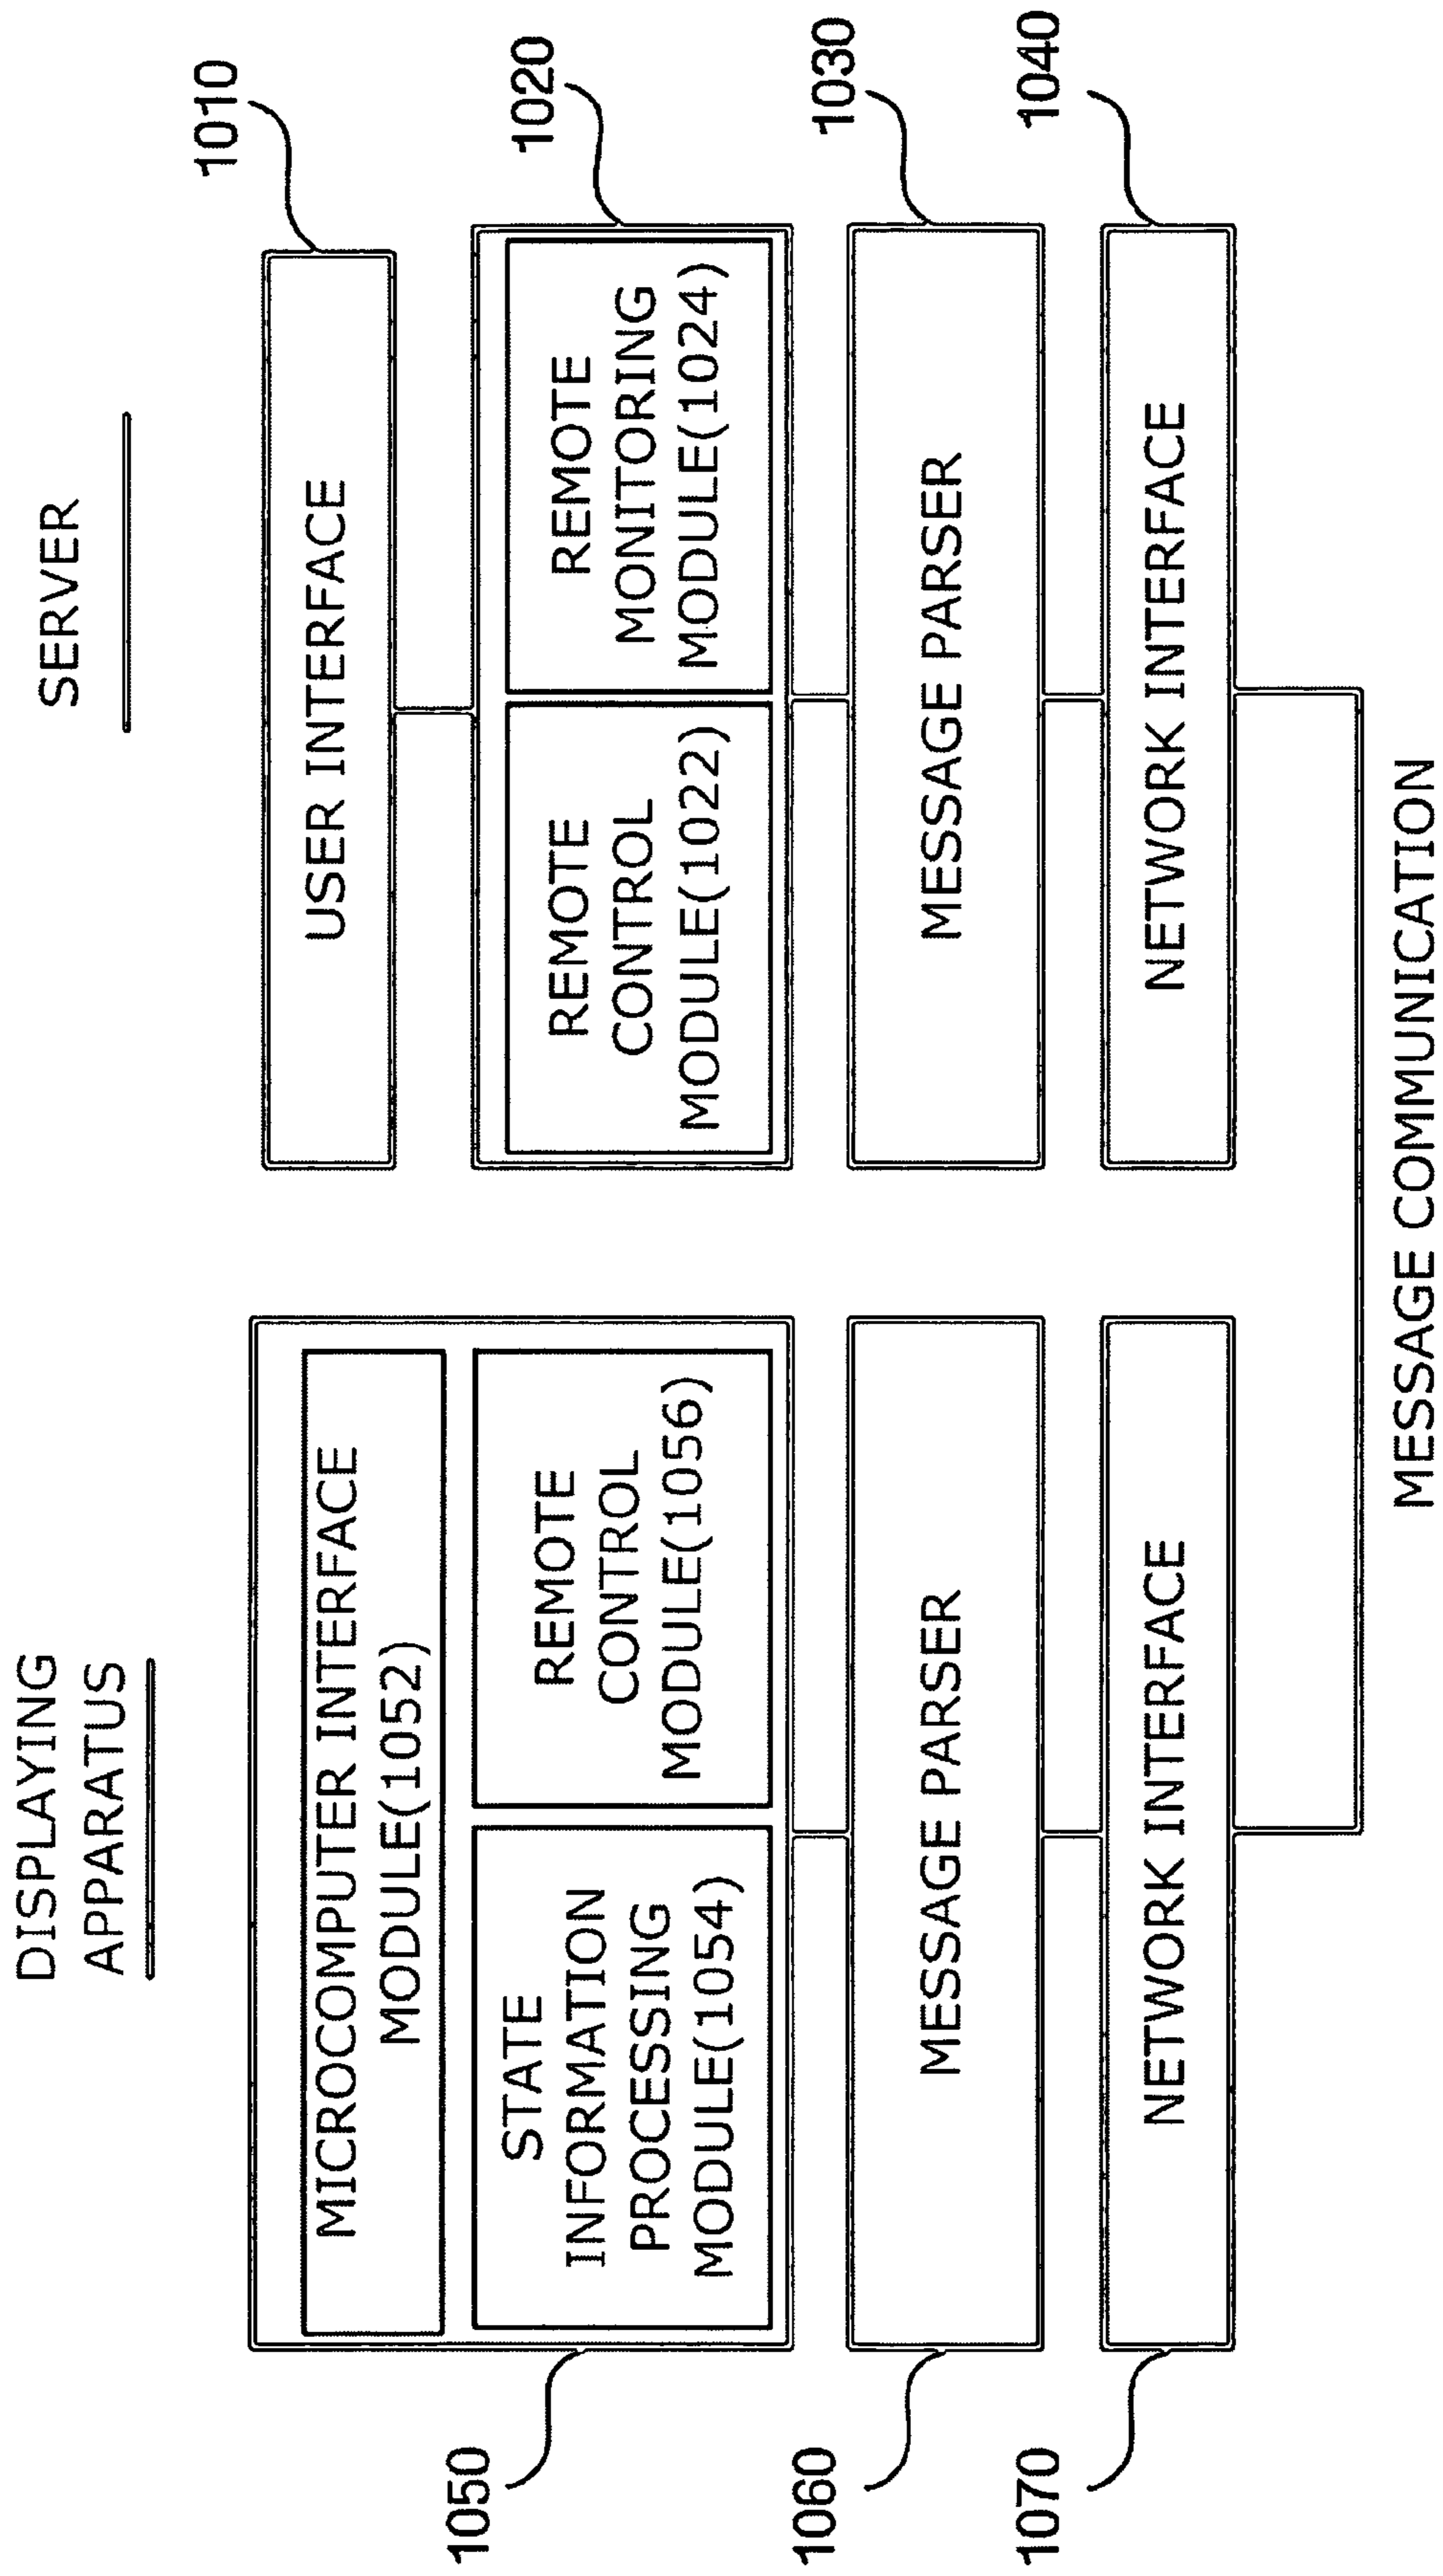 DISPLAYING
APPARATUS
MICROCOMPUTER INTERFACE
MODULE(1052)
STATE
INFORMATION
PROCESSING
MODULE(1054)
REMOTE
CONTROL
MODULE(1056)
1050
MESSAGE PARSER
1060
NETWORK INTERFACE
1070
SERVER
USER INTERFACE
1010
REMOTE
CONTROL
MODULE(1022)
REMOTE
MONITORING
MODULE(1024)
1020
MESSAGE PARSER
1030
NETWORK INTERFACE
1040
MESSAGE COMMUNICATION